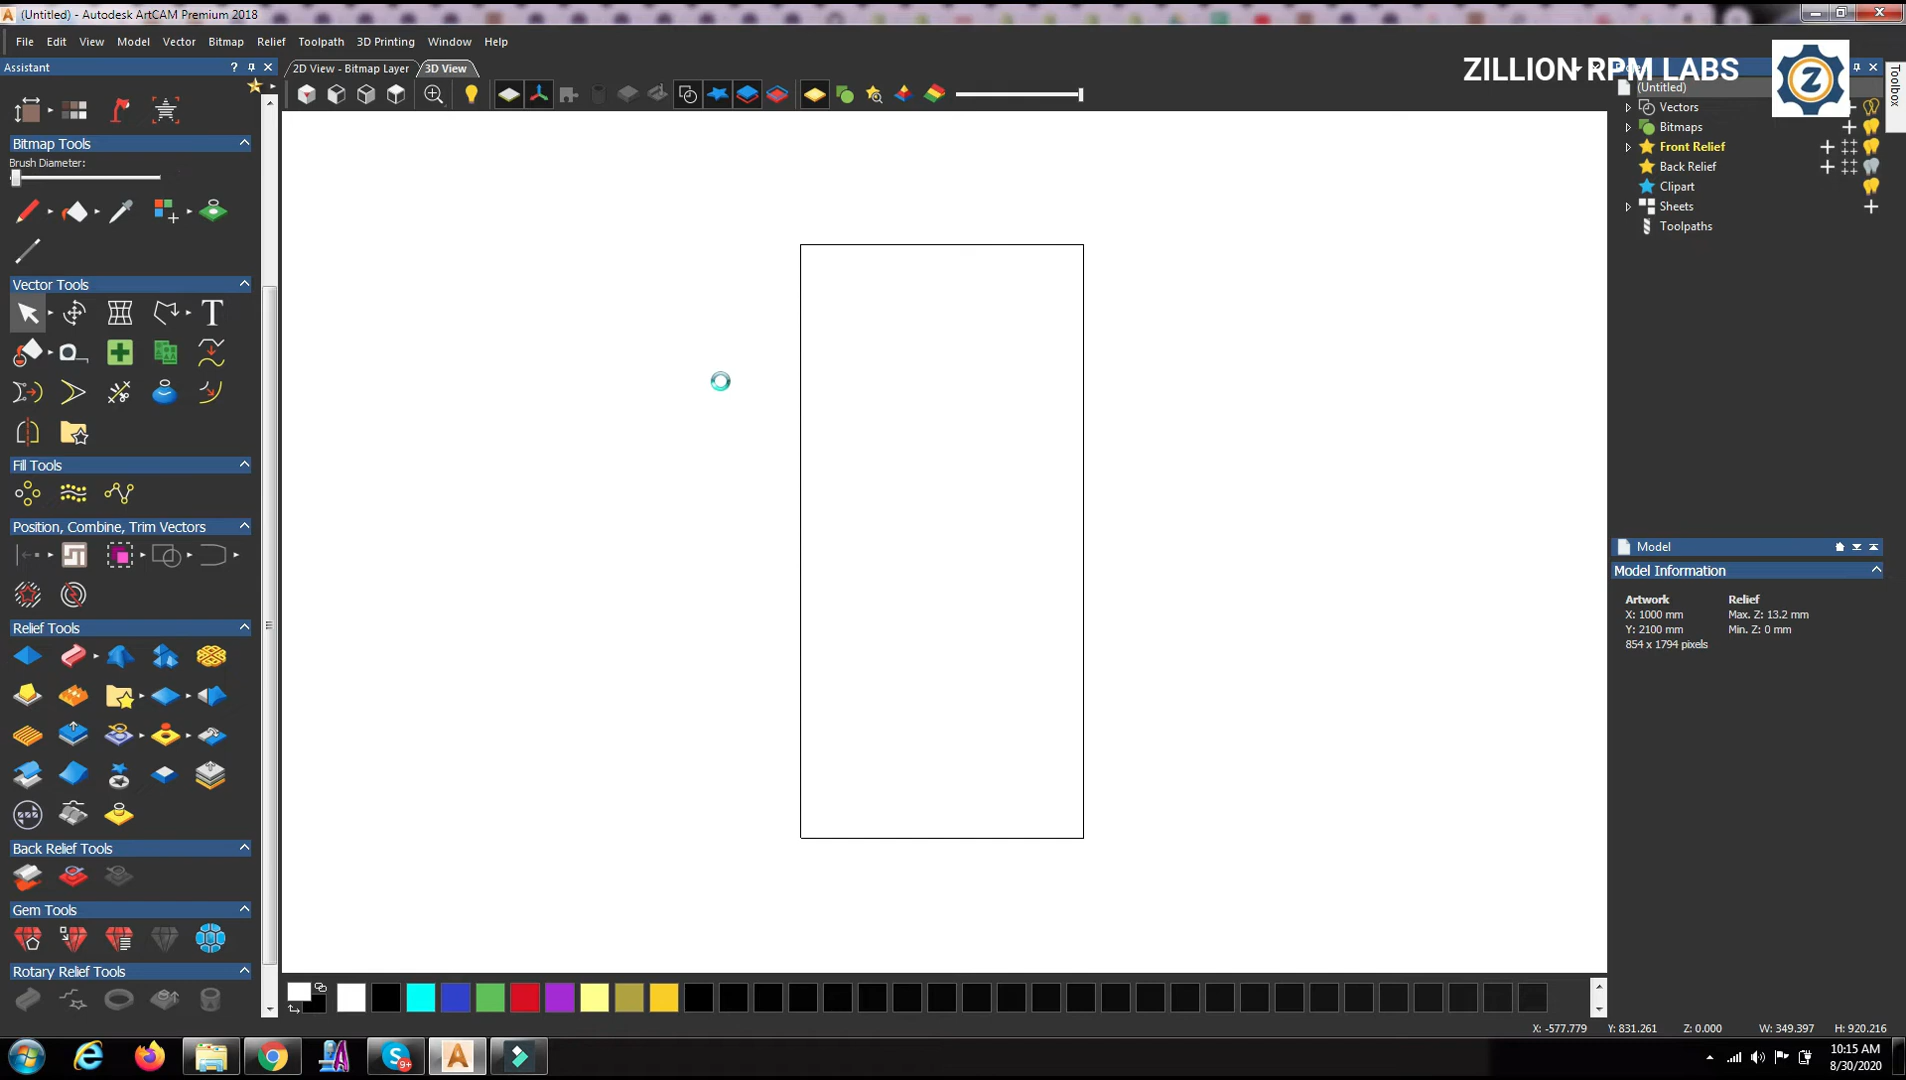 (Untitled) - Autodesk ArtCAM Premium 2018
File Edit View Model Vector Bitmap Relief Toolpath 3D Printing Window Help
Assistant ?
2D View - Bitmap Layer 3D View
ZILLION RPM LABS
Z
Toolbox
(Untitled)
Vectors
Bitmaps
Front Relief
Back Relief
Clipart
Sheets
Toolpaths
Bitmap Tools
Brush Diameter:
Vector Tools
T
Fill Tools
Position, Combine, Trim Vectors
Relief Tools
Back Relief Tools
Gem Tools
Rotary Relief Tools
Model
Model Information
Artwork Relief
X: 1000 mm Max. Z: 13.2 mm
Y: 2100 mm Min. Z: 0 mm
854 x 1794 pixels
X: -577.779 Y: 831.261 Z: 0.000 W: 349.397 H: 920.216
9+
10:15 AM
8/30/2020